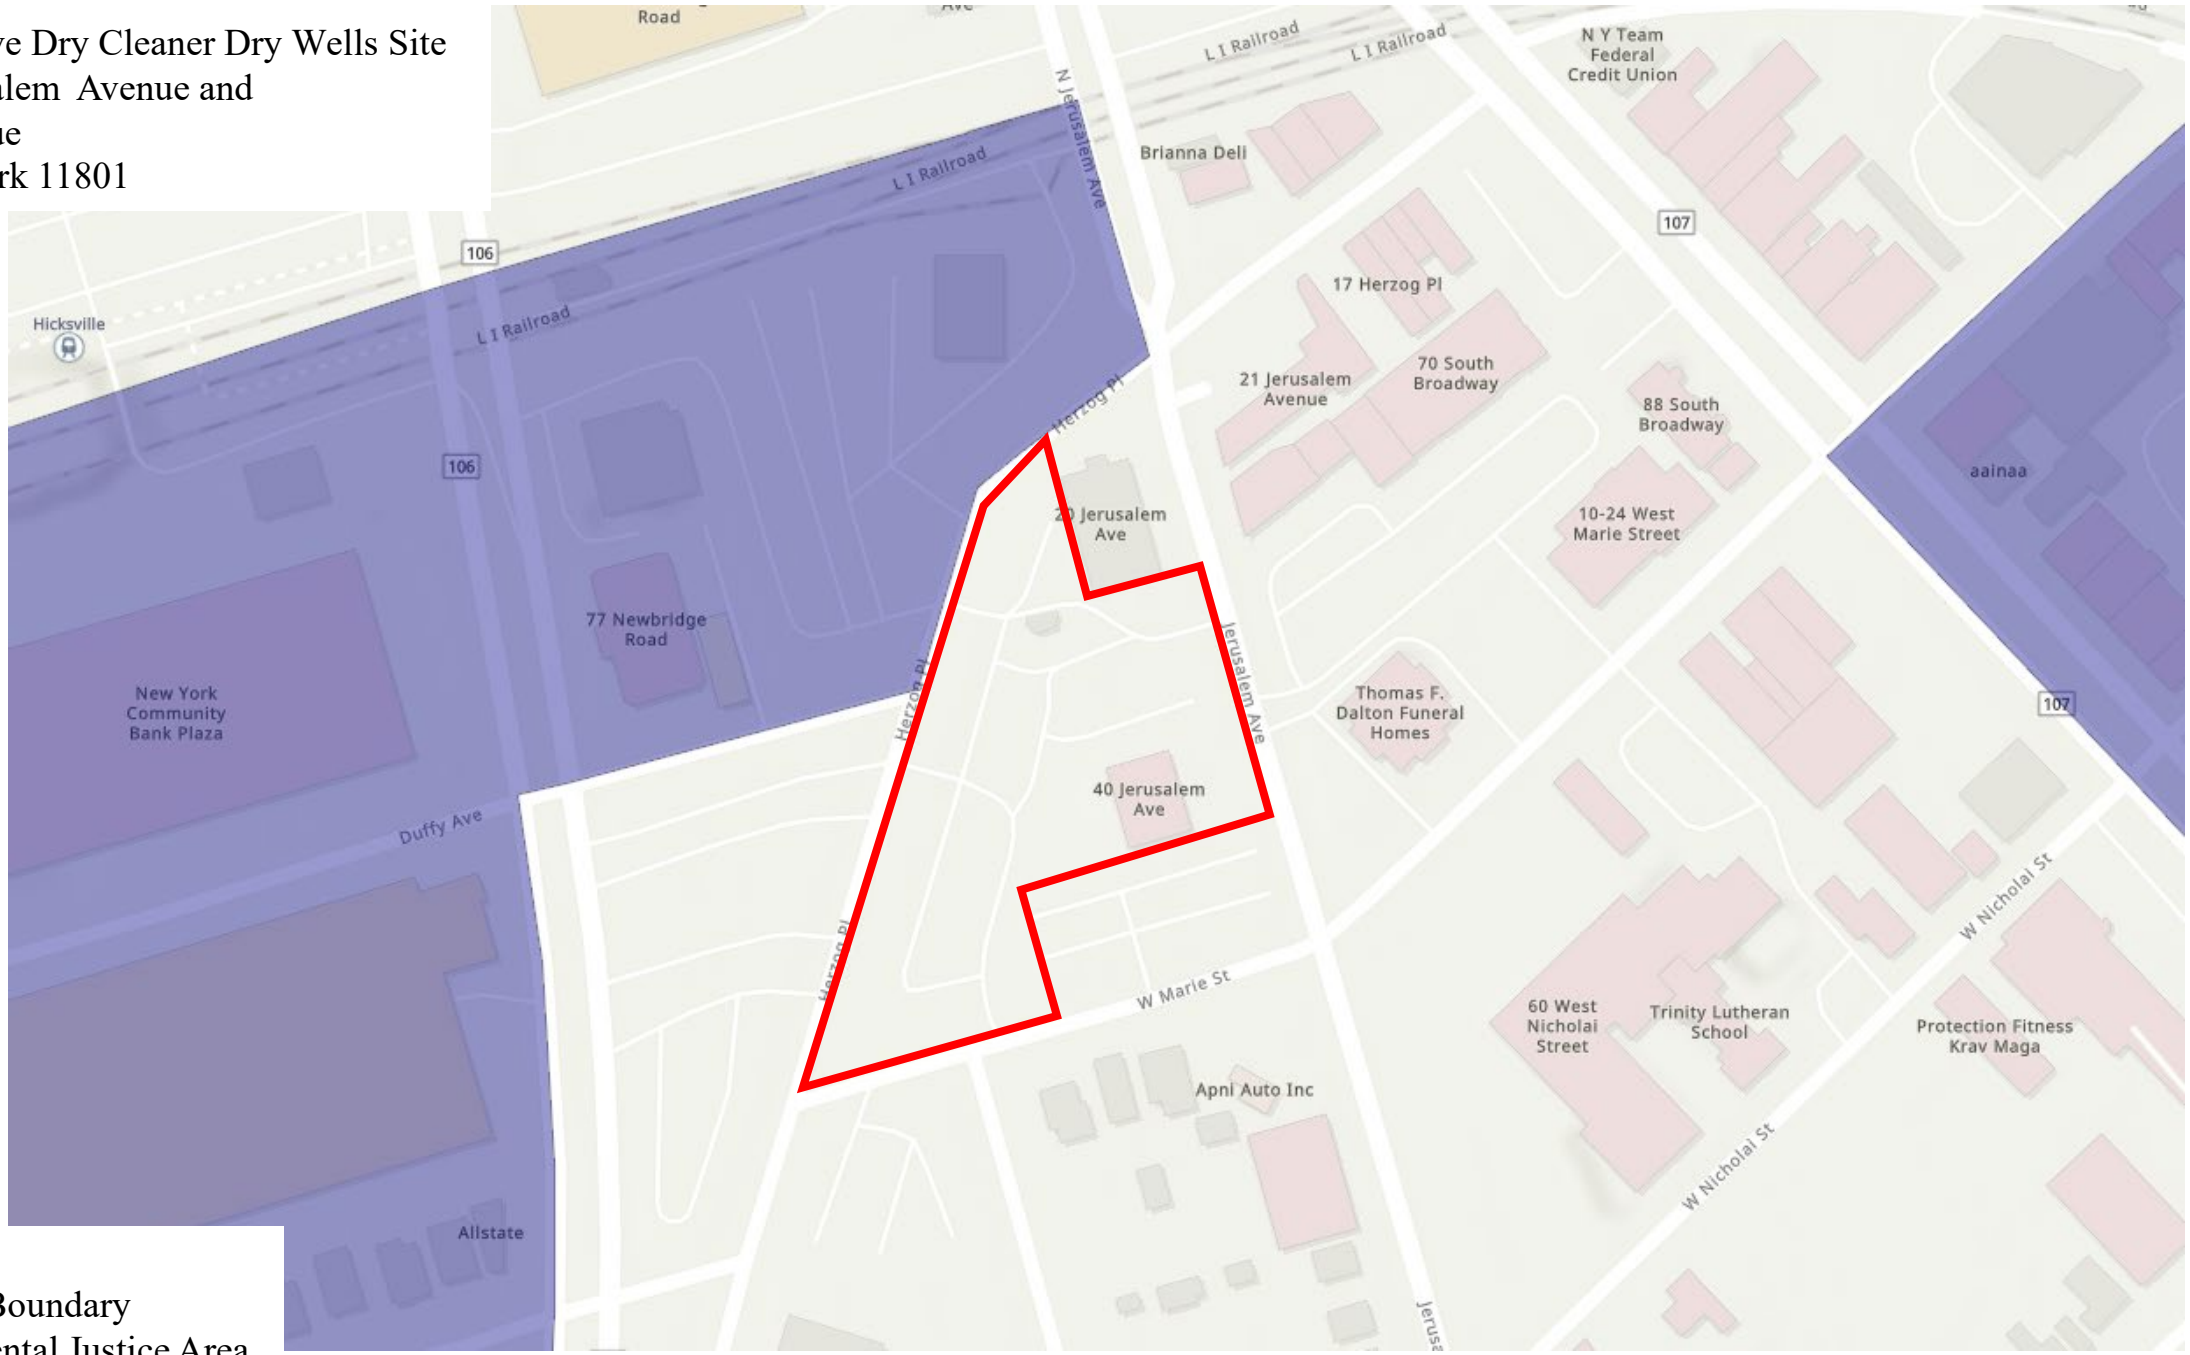 ve Dry Cleaner Dry Wells Site
alem Avenue and
ue
rk 11801
Road
Ave
L I Railroad
L I Railroad
N Y Team
Federal
Credit Union
N Jerusalem Ave
Brianna Deli
L I Railroad
107
106
17 Herzog Pl
Hicksville
L I Railroad
21 Jerusalem
Avenue
70 South
Broadway
Herzog Pl
88 South
Broadway
106
aainaa
20 Jerusalem
Ave
10-24 West
Marie Street
77 Newbridge
Road
Jerusalem Ave
New York
Community
Bank Plaza
Herzog Pl
Thomas F.
Dalton Funeral
Homes
107
40 Jerusalem
Ave
Duffy Ave
W Nicholai St
Herzog Pl
W Marie St
60 West
Nicholai
Street
Trinity Lutheran
School
Protection Fitness
Krav Maga
Apni Auto Inc
W Nicholai St
Allstate
Boundary
ental Justice Area
Jerusa